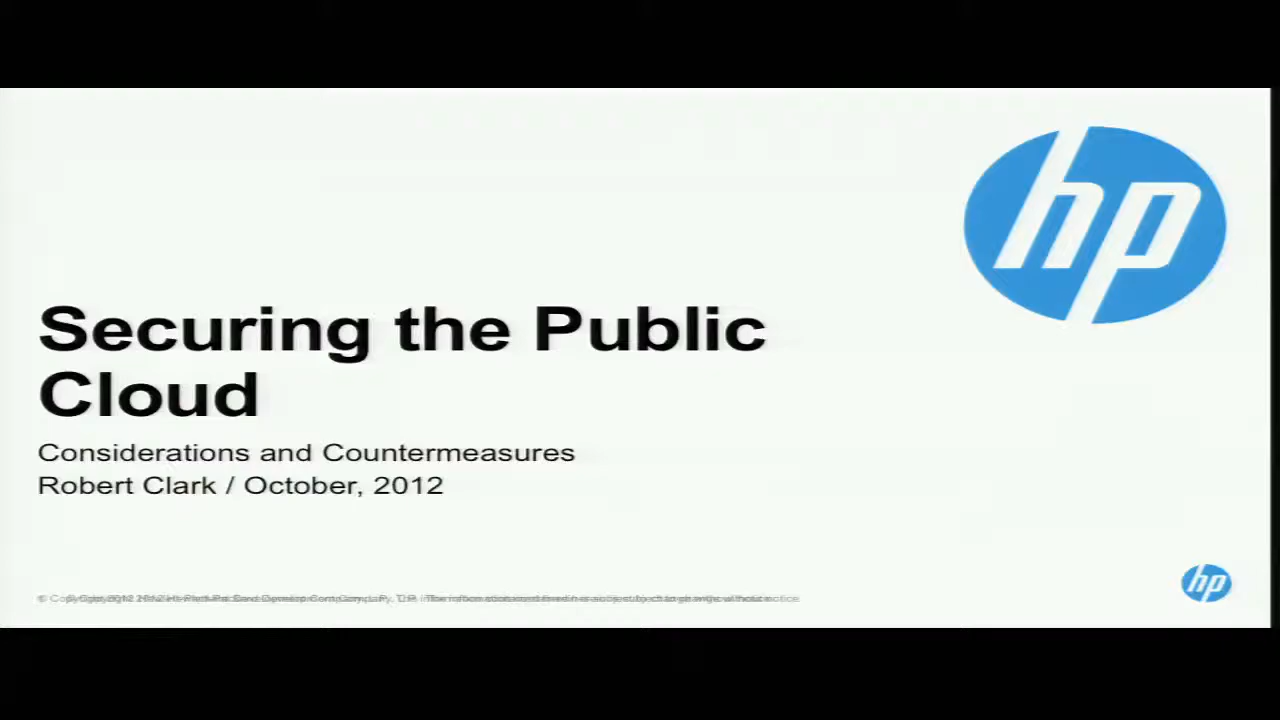 hp
Securing the Public
Cloud
Considerations and Countermeasures
Robert Clark / October, 2012
hp